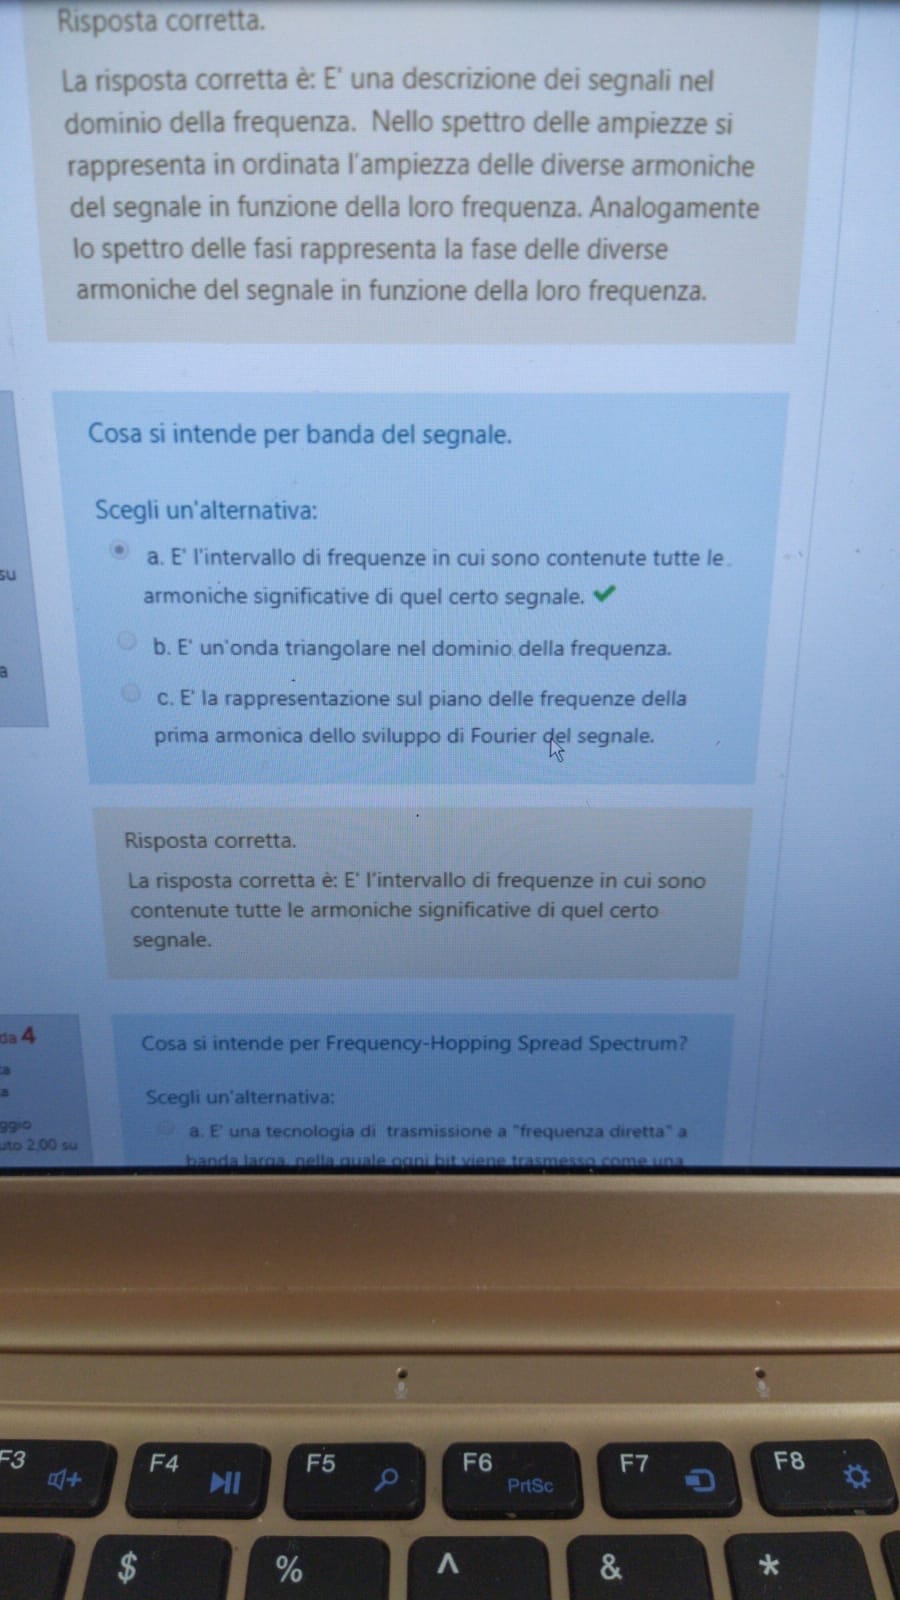 Risposta corretta.
La risposta corretta è: E' una descrizione dei segnali nel
dominio della frequenza. Nello spettro delle ampiezze si
rappresenta in ordinata l'ampiezza delle diverse armoniche
del segnale in funzione della loro frequenza. Analogamente
lo spettro delle fasi rappresenta la fase delle diverse
armoniche del segnale in funzione della loro frequenza.
Cosa si intende per banda del segnale.
Scegli un'alternativa:
a. E' l'intervallo di frequenze in cui sono contenute tutte le
armoniche significative di quel certo segnale.
b. E' un'onda triangolare nel dominio della frequenza.
c. E' la rappresentazione sul piano delle frequenze della
prima armonica dello sviluppo di Fourier del segnale.
su
a
Risposta corretta.
La risposta corretta è: E' l'intervallo di frequenze in cui sono
contenute tutte le armoniche significative di quel certo
segnale.
da 4
ta
a
ggio
uto 2,00 su
Cosa si intende per Frequency-Hopping Spread Spectrum?
Scegli un'alternativa:
a. E' una tecnologia di trasmissione a "frequenza diretta" a
banda larga, nella quale ogni bit viene trasmesso come una
F3 F4 F5 F6 PrtSc F7 F8
$ % ^ & *